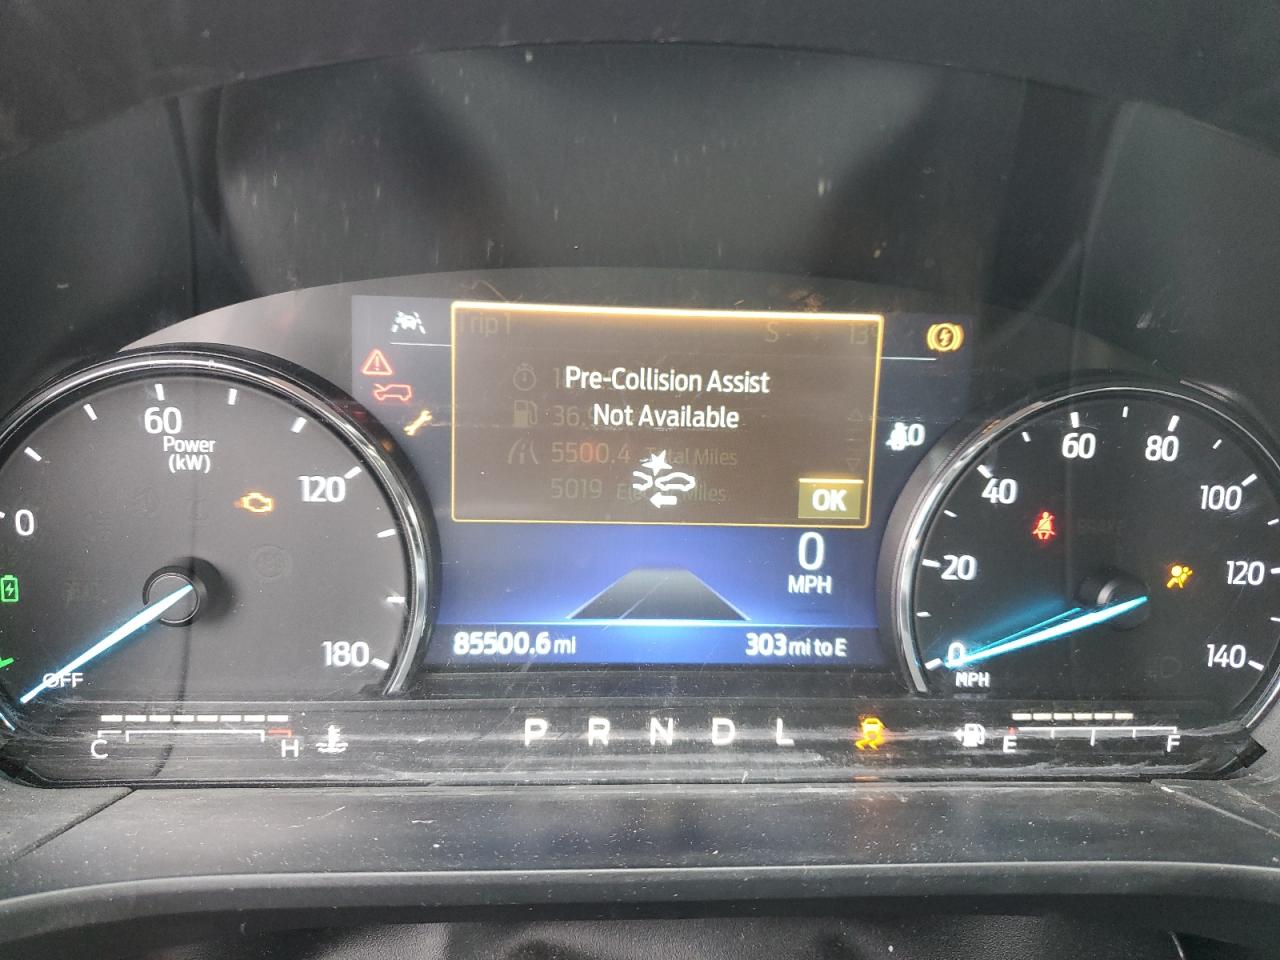 Trip 1
S
Pre-Collision Assist
Not Available
36.
5500.4 Total Miles
5019 Miles
OK
0
MPH
85500.6 mi
303 mi to E
0
60
120
180
Power
(kW)
OFF
C
H
P R N D L
E
F
0
20
40
60
80
100
120
140
MPH